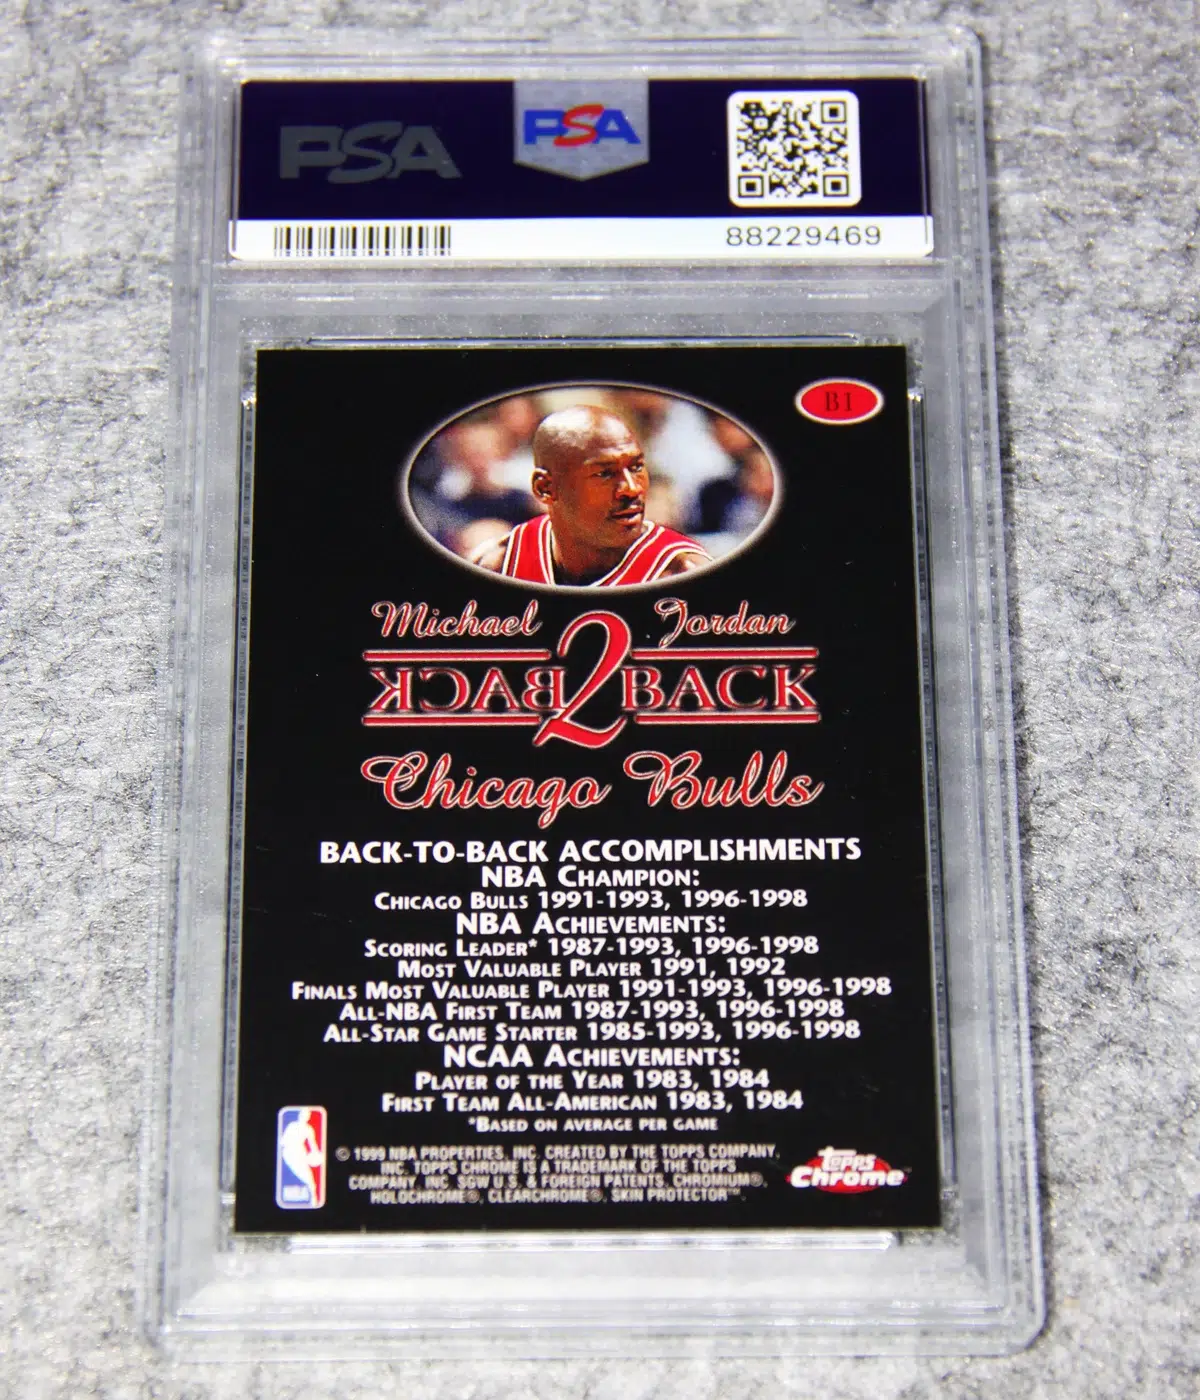 PSA
PSA
88229469
B1
Michael Jordan
BACK 2 BACK
Chicago Bulls
BACK-TO-BACK ACCOMPLISHMENTS
NBA CHAMPION:
CHICAGO BULLS 1991-1993, 1996-1998
NBA ACHIEVEMENTS:
SCORING LEADER* 1987-1993, 1996-1998
MOST VALUABLE PLAYER 1991, 1992
FINALS MOST VALUABLE PLAYER 1991-1993, 1996-1998
ALL-NBA FIRST TEAM 1987-1993, 1996-1998
ALL-STAR GAME STARTER 1985-1993, 1996-1998
NCAA ACHIEVEMENTS:
PLAYER OF THE YEAR 1983, 1984
FIRST TEAM ALL-AMERICAN 1983, 1984
*BASED ON AVERAGE PER GAME
© 1999 NBA PROPERTIES, INC. CREATED BY THE TOPPS COMPANY,
INC. TOPPS CHROME IS A TRADEMARK OF THE TOPPS
COMPANY, INC. SGW U.S. & FOREIGN PATENTS. CHROMIUM®,
HOLOCHROME®, CLEARCHROME®, SKIN PROTECTOR™.
NBA
Topps
Chrome™